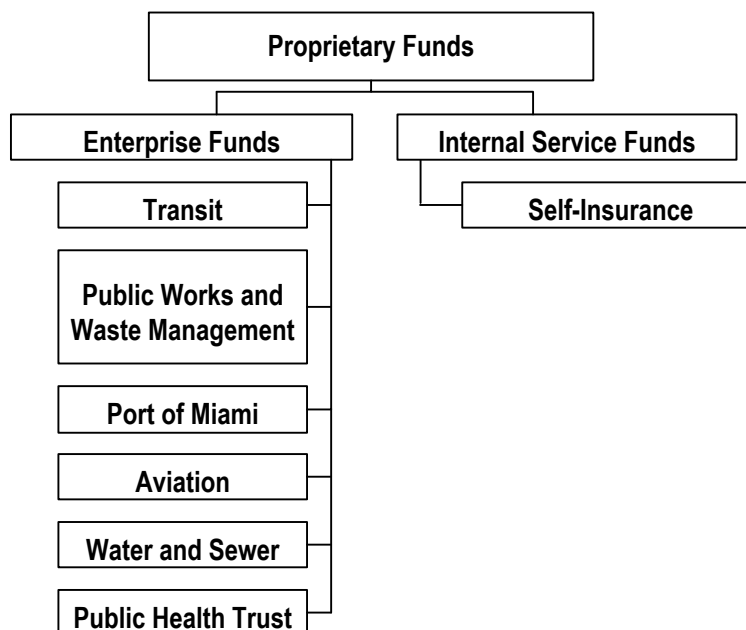 Proprietary Funds
Enterprise Funds
Internal Service Funds
Transit
Self-Insurance
Public Works and
Waste Management
Port of Miami
Aviation
Water and Sewer
Public Health Trust